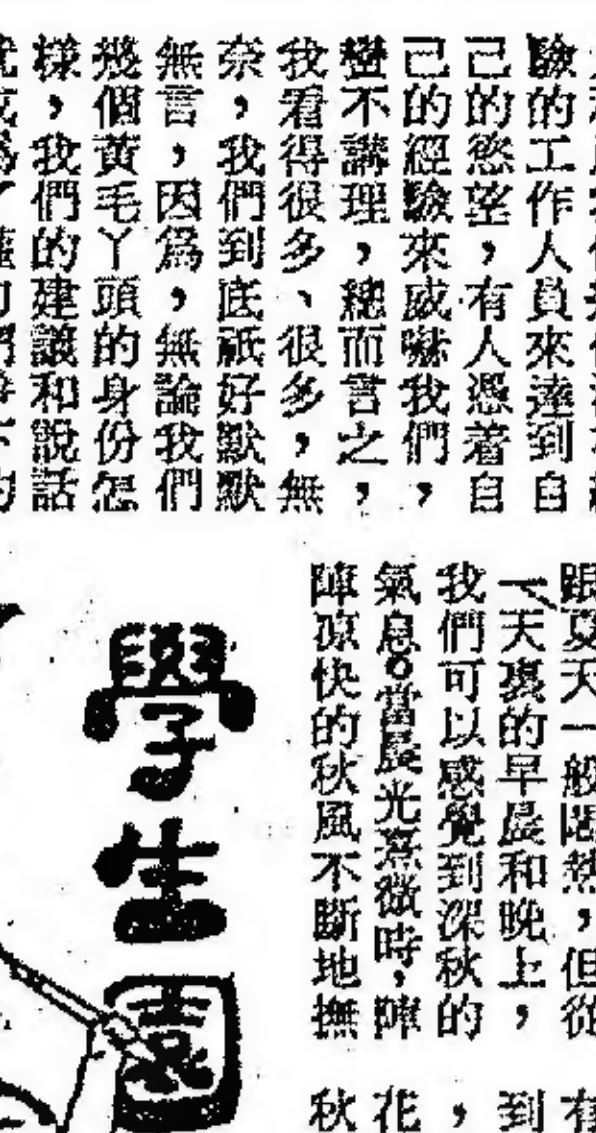 驗的工作人員來達到自
己的慾望，有人憑着自
己的經驗來威嚇我們，
蠻不講理，總而言之，
我看得很多、很多，無
奈，我們到底祇好默默
無言，因爲，無論我們
幾個黃毛丫頭的身份怎
樣，我們的建議和說話
跟夏天一般悶熱，但從
一天裏的早晨和晚上，
我們可以感覺到深秋的
氣息。當晨光熹微時，陣
陣凉快的秋風不斷地撫
有
到
，
花
秋
學生園